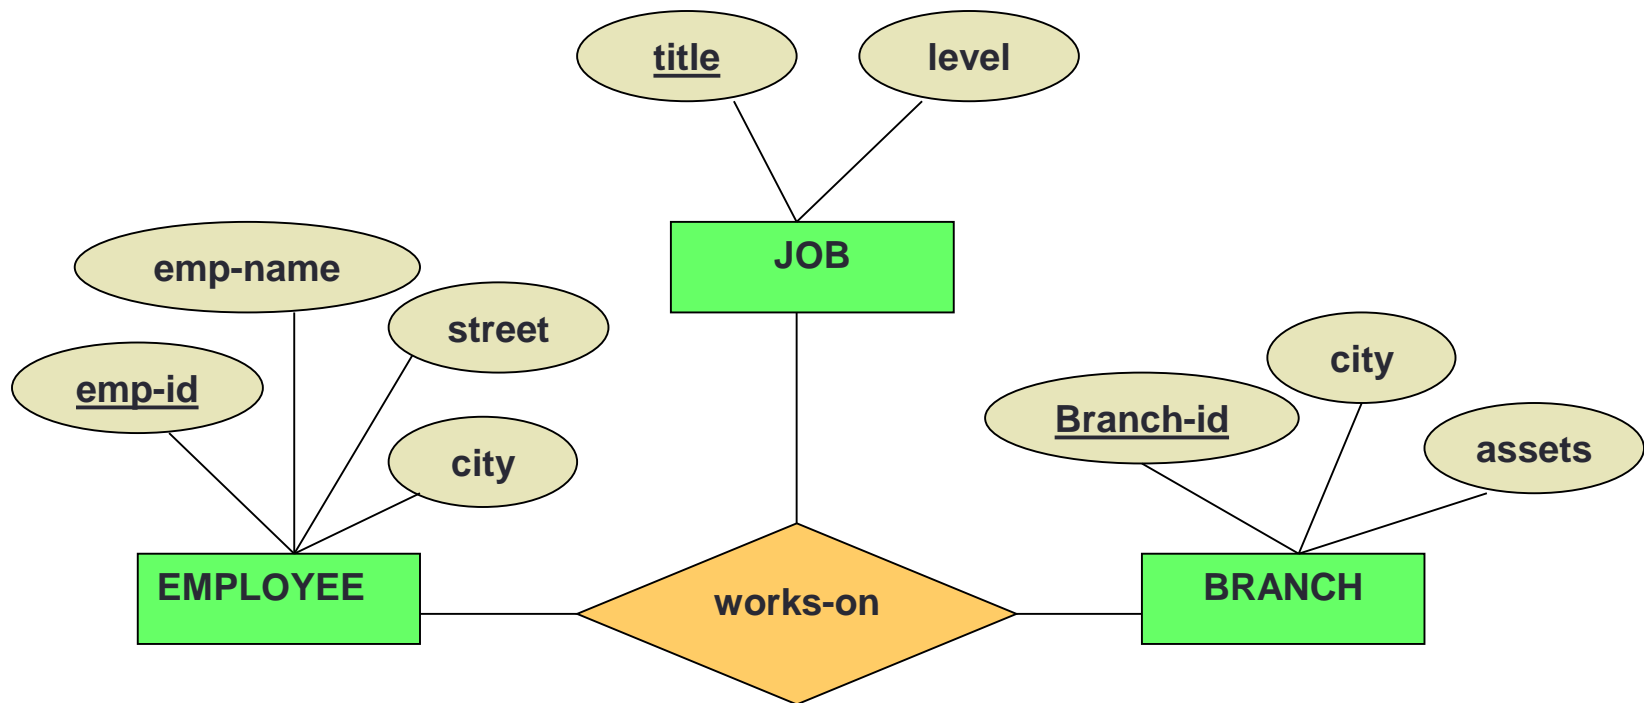 title
level
JOB
emp-name
street
emp-id
city
city
Branch-id
assets
EMPLOYEE
works-on
BRANCH